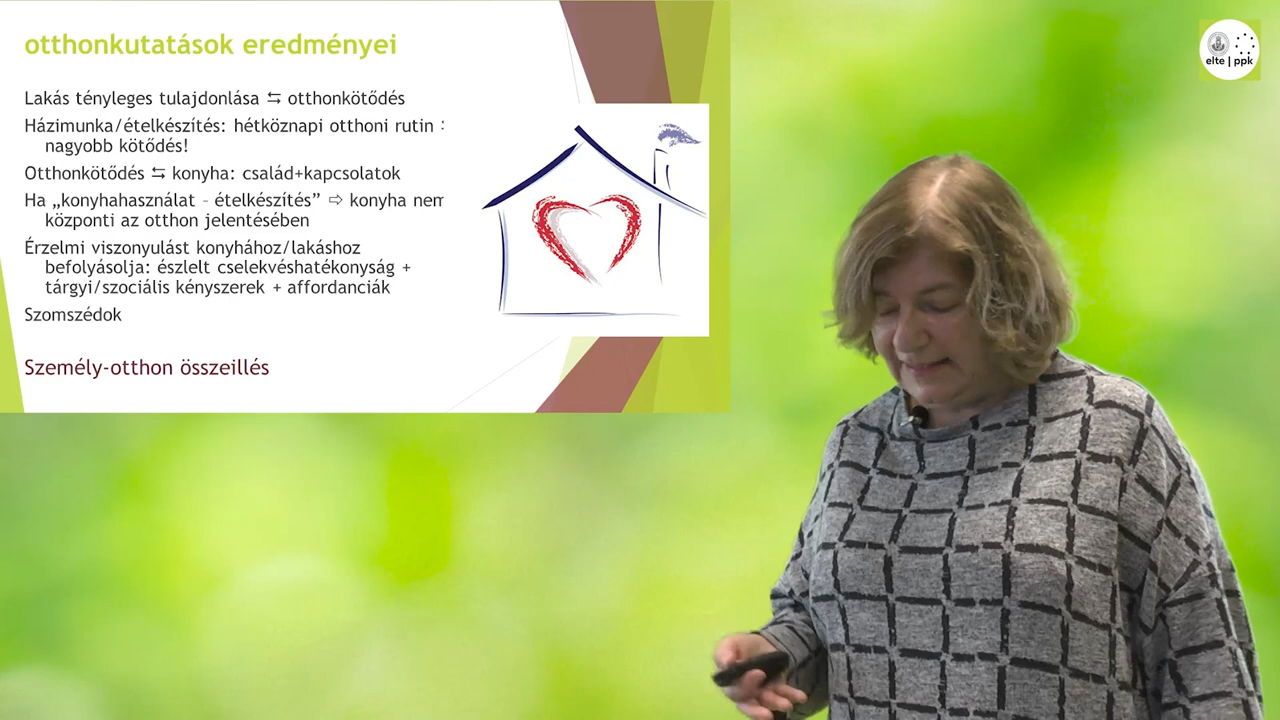 otthonkutatások eredményei
Lakás tényleges tulajdonlása ⇆ otthonkötődés
Házimunka/ételkészítés: hétköznapi otthoni rutin :
nagyobb kötődés!
Otthonkötődés ⇆ konyha: család+kapcsolatok
Ha „konyhahasználat – ételkészítés” ⇨ konyha nem
központi az otthon jelentésében
Érzelmi viszonyulást konyhához/lakáshoz
befolyásolja: észlelt cselekvéshatékonyság +
tárgyi/szociális kényszerek + affordanciák
Szomszédok
Személy-otthon összeillés
elte | ppk